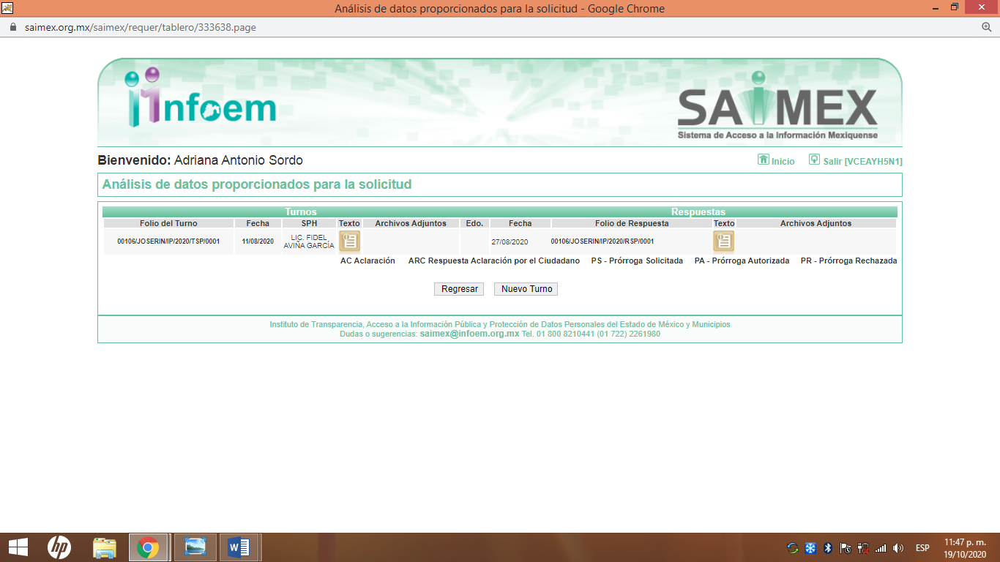 Análisis de datos proporcionados para la solicitud - Google Chrome
saimex.org.mx/saimex/requer/tablero/333638.page
infoem
SAIMEX
Sistema de Acceso a la Información Mexiquense
Bienvenido: Adriana Antonio Sordo
Inicio Salir [VCEAYH5N1]
Análisis de datos proporcionados para la solicitud
Turnos Respuestas
Folio del Turno Fecha SPH Texto Archivos Adjuntos Edo. Fecha Folio de Respuesta Texto Archivos Adjuntos
00106/JOSERIN/IP/2020/TSP/0001 11/08/2020 LIC. FIDEL AVIÑA GARCÍA 27/08/2020 00106/JOSERIN/IP/2020/RSP/0001
AC Aclaración ARC Respuesta Aclaración por el Ciudadano PS - Prórroga Solicitada PA - Prórroga Autorizada PR - Prórroga Rechazada
Regresar Nuevo Turno
Instituto de Transparencia, Acceso a la Información Pública y Protección de Datos Personales del Estado de México y Municipios
Dudas o sugerencias: saimex@infoem.org.mx Tel. 01 800 8210441 (01 722) 2261980
hp
ESP
11:47 p. m.
19/10/2020